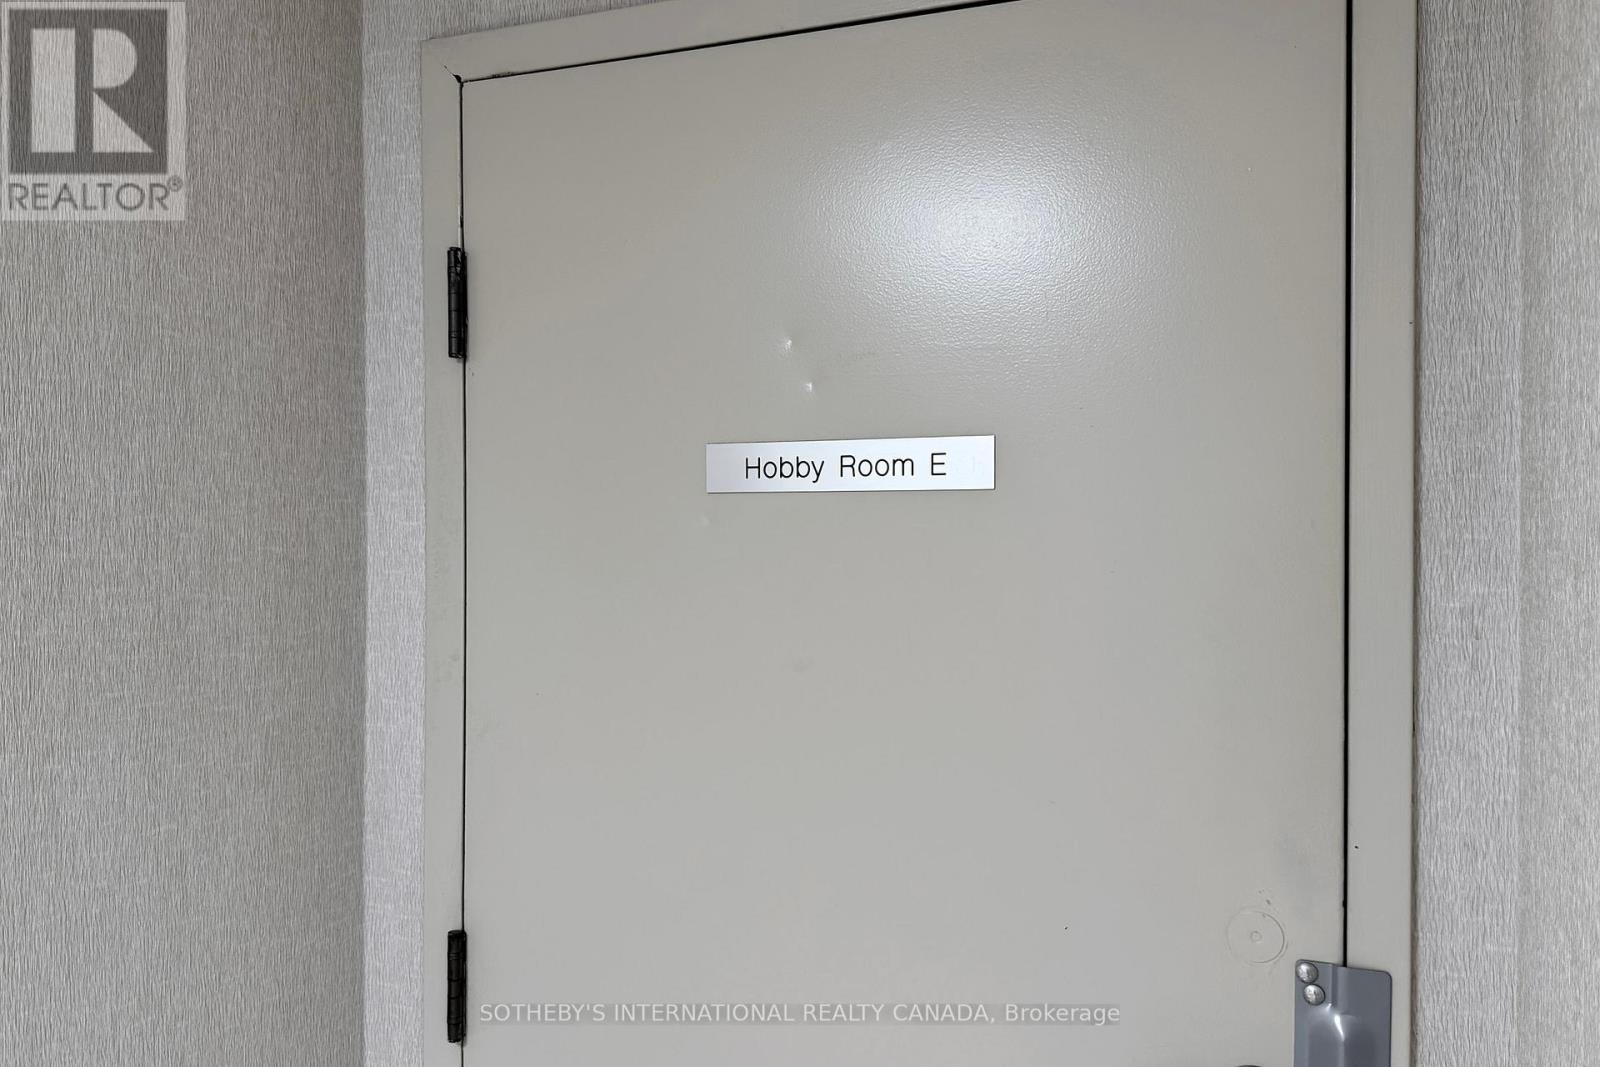 REALTOR®
Hobby Room E
SOTHEBY'S INTERNATIONAL REALTY CANADA, Brokerage